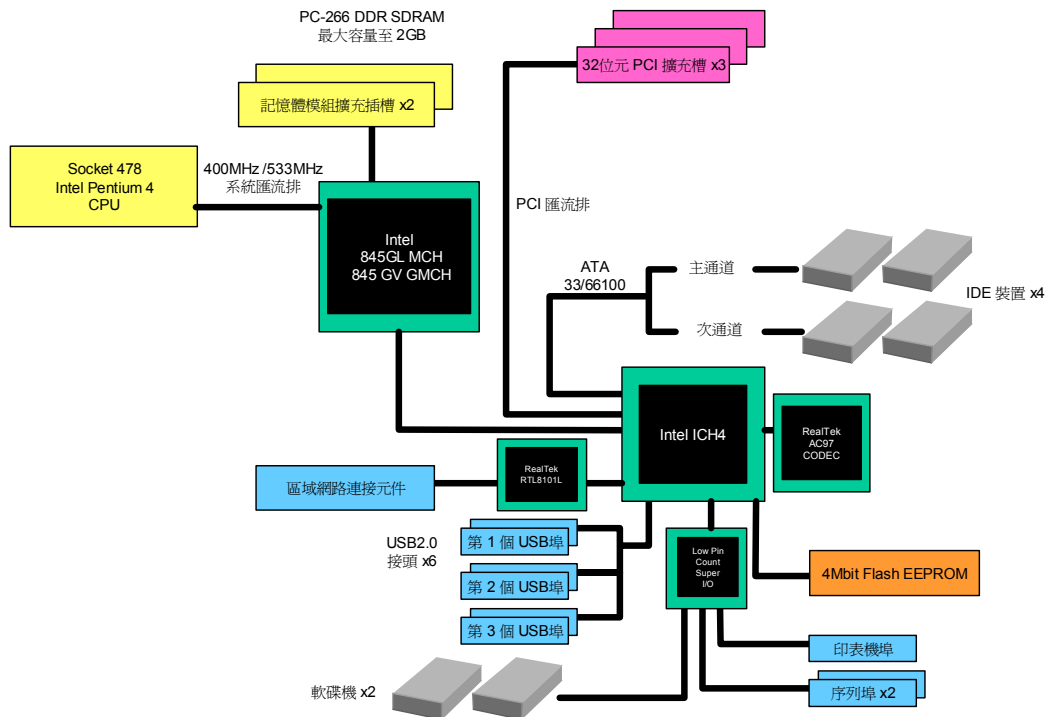 PC-266 DDR SDRAM
最大容量至 2GB
32位元 PCI 擴充槽 x3
記憶體模組擴充插槽 x2
Socket 478
Intel Pentium 4
CPU
400MHz /533MHz
系統匯流排
PCI 匯流排
Intel
845GL MCH
845 GV GMCH
ATA
33/66100
主通道
次通道
IDE 裝置 x4
Intel ICH4
RealTek
AC97
CODEC
RealTek
RTL8101L
區域網路連接元件
USB2.0
接頭 x6
第 1 個 USB埠
第 2 個 USB埠
第 3 個 USB埠
Low Pin
Count
Super
I/O
4Mbit Flash EEPROM
印表機埠
序列埠 x2
軟碟機 x2